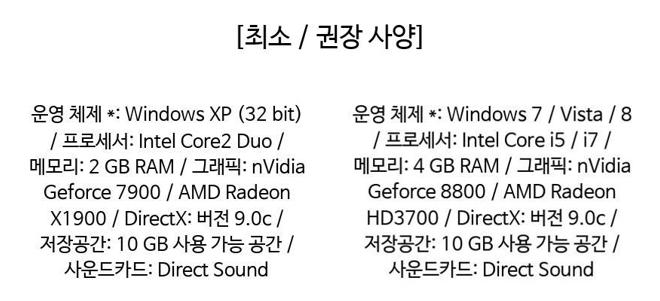 [최소 / 권장 사양]
운영 체제 *: Windows XP (32 bit)
/ 프로세서: Intel Core2 Duo /
메모리: 2 GB RAM / 그래픽: nVidia
Geforce 7900 / AMD Radeon
X1900 / DirectX: 버전 9.0c /
저장공간: 10 GB 사용 가능 공간 /
사운드카드: Direct Sound
운영 체제 *: Windows 7 / Vista / 8
/ 프로세서: Intel Core i5 / i7 /
메모리: 4 GB RAM / 그래픽: nVidia
Geforce 8800 / AMD Radeon
HD3700 / DirectX: 버전 9.0c /
저장공간: 10 GB 사용 가능 공간 /
사운드카드: Direct Sound